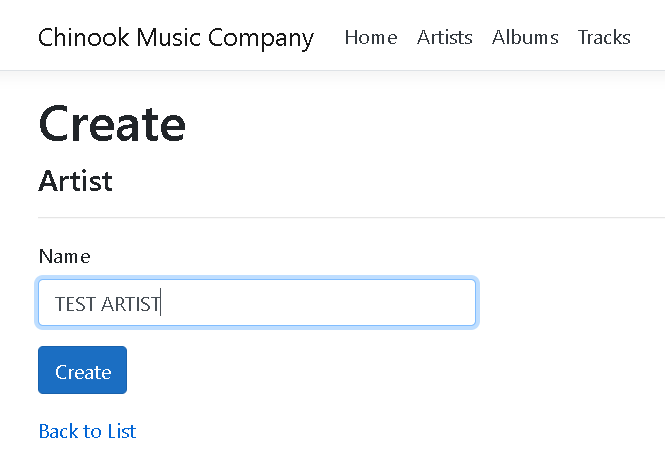 Chinook Music Company Home Artists Albums Tracks
Create
Artist
Name
TEST ARTIST
Create
Back to List